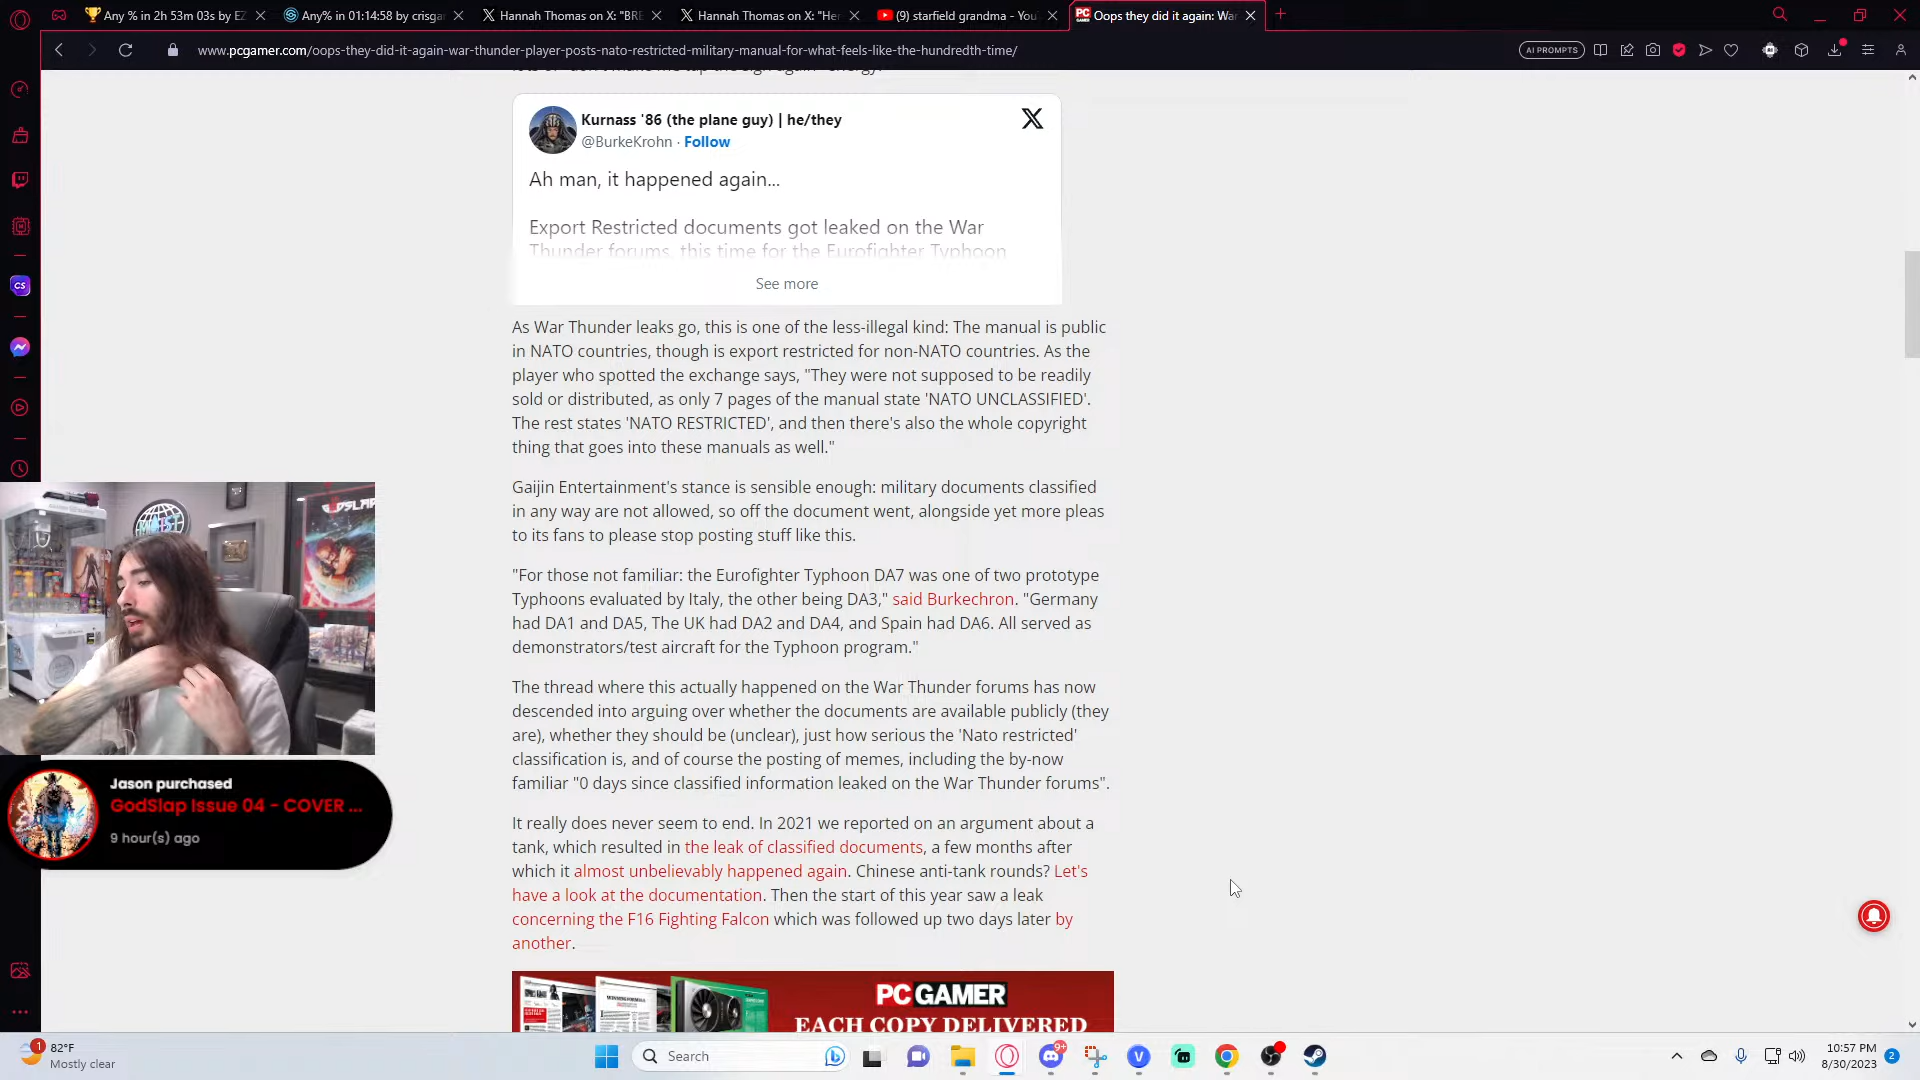 Any % in 2h 53m 03s by EZ
Any% in 01:14:58 by crisgar
Hannah Thomas on X: "BRE
Hannah Thomas on X: "Her
(9) starfield grandma - You
Oops they did it again: War
www.pcgamer.com/oops-they-did-it-again-war-thunder-player-posts-nato-restricted-military-manual-for-what-feels-like-the-hundredth-time/
AI PROMPTS
Kurnass '86 (the plane guy) | he/they
@BurkeKrohn · Follow
Ah man, it happened again...
Export Restricted documents got leaked on the War
Thunder forums, this time for the Eurofighter Typhoon
See more
As War Thunder leaks go, this is one of the less-illegal kind: The manual is public
in NATO countries, though is export restricted for non-NATO countries. As the
player who spotted the exchange says, "They were not supposed to be readily
sold or distributed, as only 7 pages of the manual state 'NATO UNCLASSIFIED'.
The rest states 'NATO RESTRICTED', and then there's also the whole copyright
thing that goes into these manuals as well."
Gaijin Entertainment's stance is sensible enough: military documents classified
in any way are not allowed, so off the document went, alongside yet more pleas
to its fans to please stop posting stuff like this.
"For those not familiar: the Eurofighter Typhoon DA7 was one of two prototype
Typhoons evaluated by Italy, the other being DA3," said Burkechron. "Germany
had DA1 and DA5, The UK had DA2 and DA4, and Spain had DA6. All served as
demonstrators/test aircraft for the Typhoon program."
The thread where this actually happened on the War Thunder forums has now
descended into arguing over whether the documents are available publicly (they
are), whether they should be (unclear), just how serious the 'Nato restricted'
classification is, and of course the posting of memes, including the by-now
familiar "0 days since classified information leaked on the War Thunder forums".
It really does never seem to end. In 2021 we reported on an argument about a
tank, which resulted in the leak of classified documents, a few months after
which it almost unbelievably happened again. Chinese anti-tank rounds? Let's
have a look at the documentation. Then the start of this year saw a leak
concerning the F16 Fighting Falcon which was followed up two days later by
another.
PC GAMER
EACH COPY DELIVERED
CS
MOIST
Jason purchased
GodSlap Issue 04 - COVER ...
9 hour(s) ago
1
82°F
Mostly clear
Search
9+
10:57 PM
8/30/2023
2